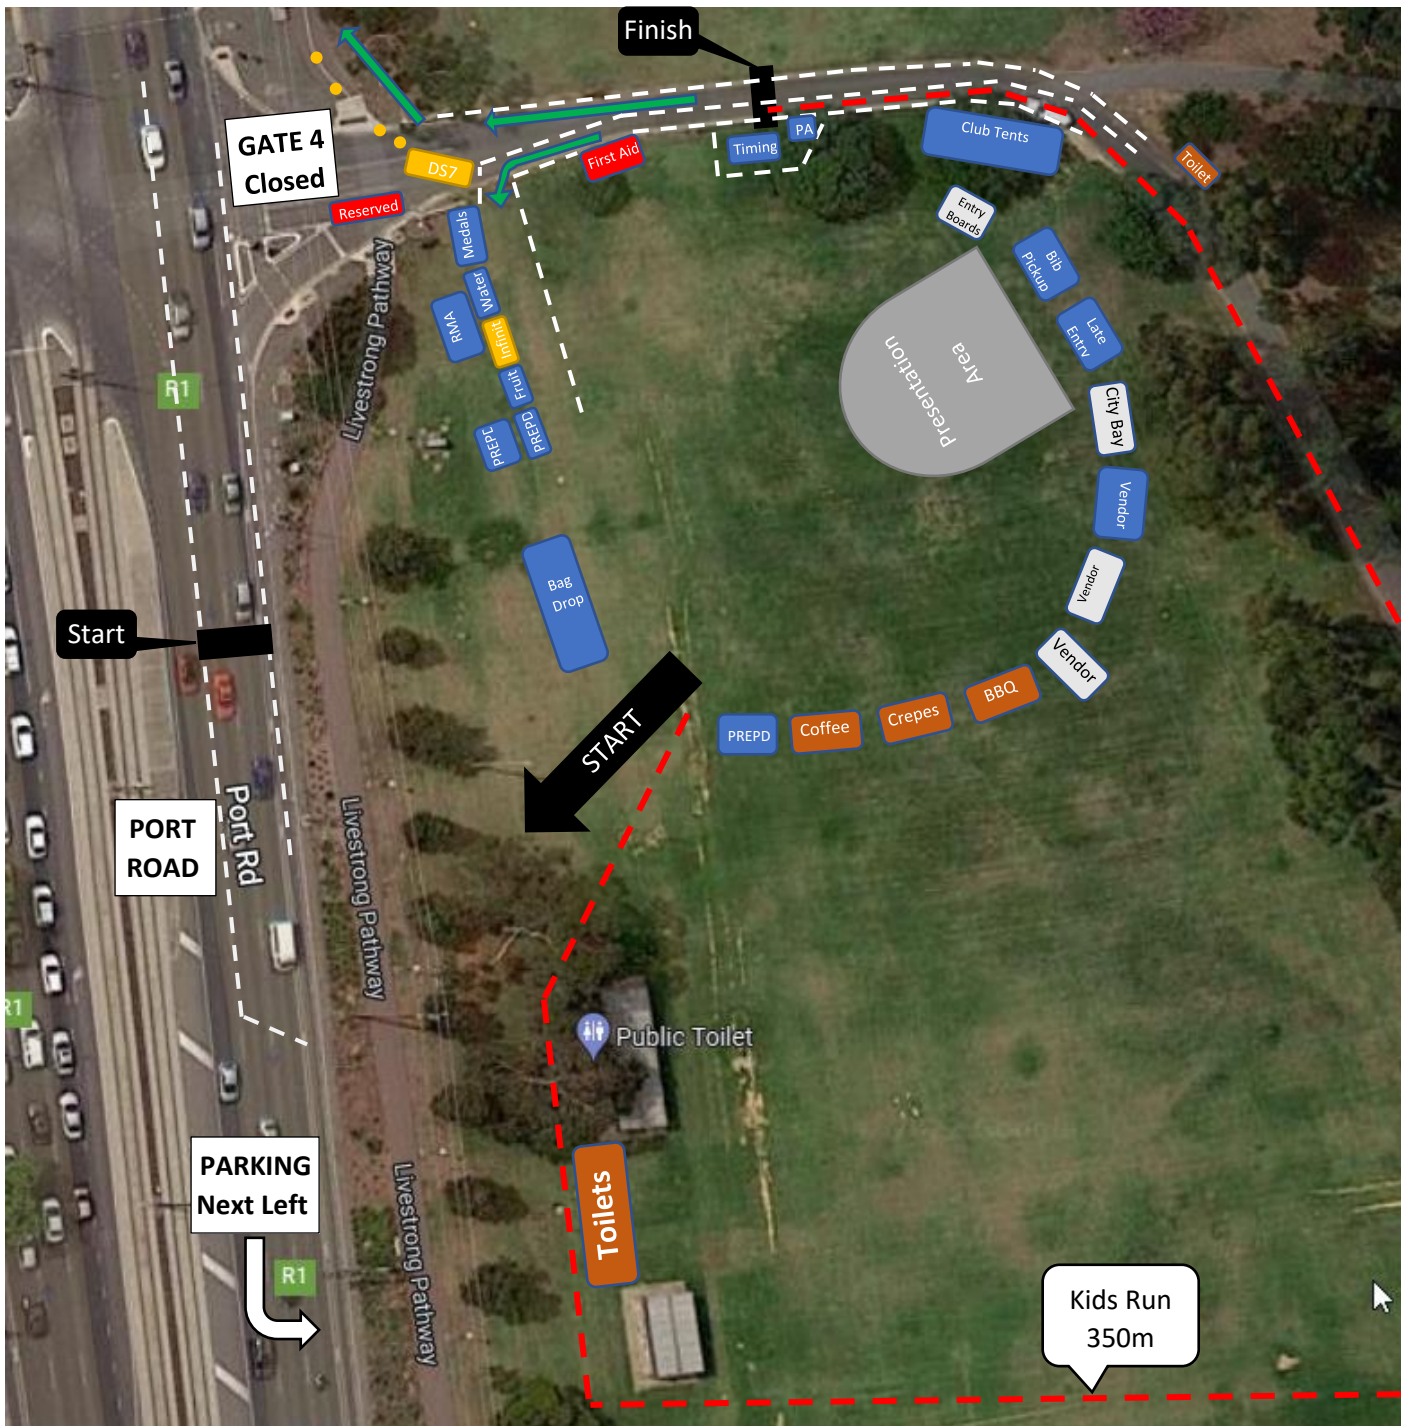 Finish
GATE 4
Closed
DS7
Reserved
First Aid
Timing
PA
Club Tents
Toilet
Entry
Boards
Medals
Water
RMA
Infinit
Fruit
PREPC
PREPD
Bib
Pickup
Late
Entry
City Bay
Presentation
Area
Vendor
Vendor
Vendor
BBQ
Crepes
Coffee
PREPD
Bag
Drop
START
Start
R1
Livestrong Pathway
PORT
ROAD
Port Rd
Livestrong Pathway
R1
Public Toilet
PARKING
Next Left
R1
Livestrong Pathway
Toilets
Kids Run
350m